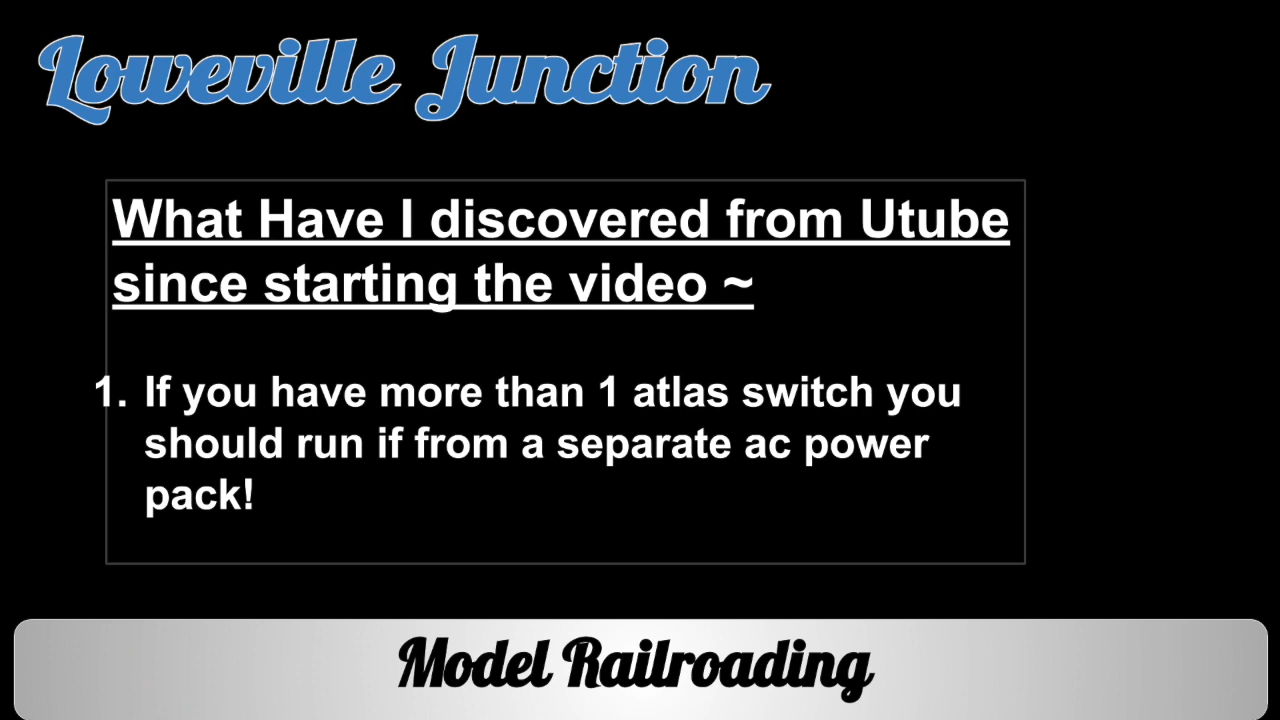 Loweville Junction
What Have I discovered from Utube
since starting the video ~
1. If you have more than 1 atlas switch you
should run if from a separate ac power
pack!
Model Railroading